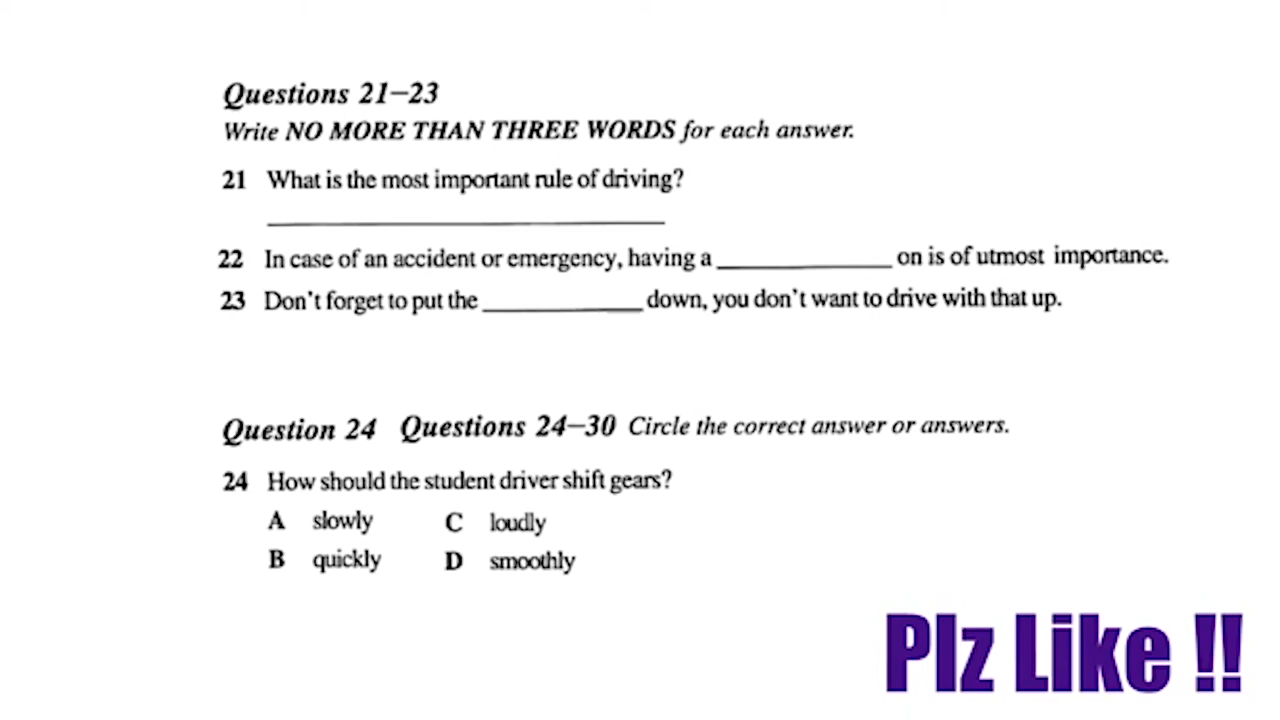 Questions 21–23
Write NO MORE THAN THREE WORDS for each answer.
21 What is the most important rule of driving?
22 In case of an accident or emergency, having a ____________ on is of utmost importance.
23 Don't forget to put the ____________ down, you don't want to drive with that up.
Question 24 Questions 24–30 Circle the correct answer or answers.
24 How should the student driver shift gears?
A slowly C loudly
B quickly D smoothly
Plz Like !!